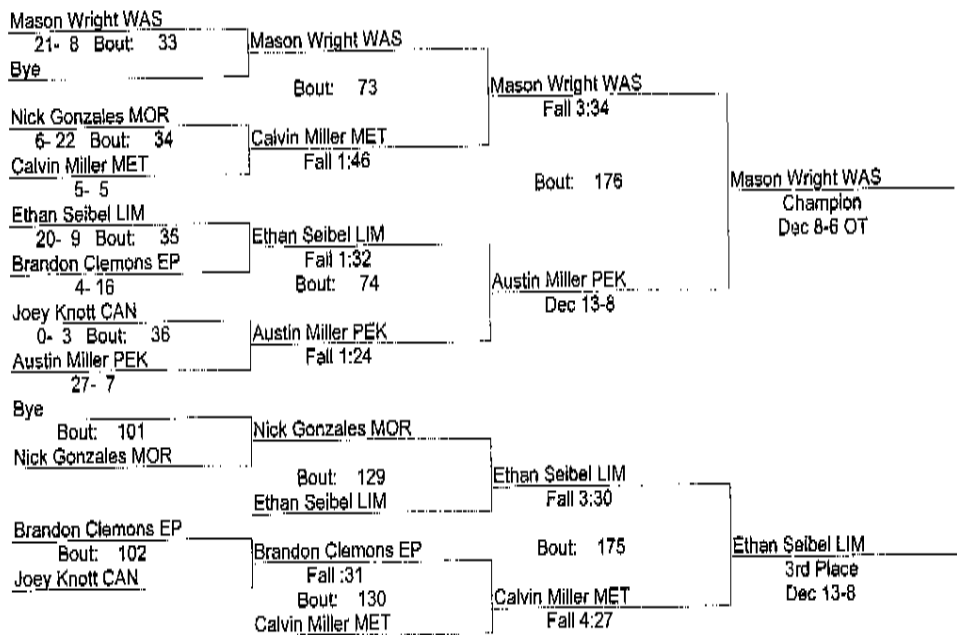 Mason Wright WAS
21- 8 Bout: 33
Bye
Mason Wright WAS
Bout: 73
Nick Gonzales MOR
6- 22 Bout: 34
Calvin Miller MET
5- 5
Calvin Miller MET
Fall 1:46
Mason Wright WAS
Fall 3:34
Ethan Seibel LIM
20- 9 Bout: 35
Brandon Clemons EP
4- 16
Ethan Seibel LIM
Fall 1:32
Bout: 74
Joey Knott CAN
0- 3 Bout: 36
Austin Miller PEK
27- 7
Austin Miller PEK
Fall 1:24
Austin Miller PEK
Dec 13-8
Bout: 176
Mason Wright WAS
Champion
Dec 8-6 OT
Bye
Bout: 101
Nick Gonzales MOR
Nick Gonzales MOR
Bout: 129
Ethan Seibel LIM
Ethan Seibel LIM
Fall 3:30
Brandon Clemons EP
Bout: 102
Joey Knott CAN
Brandon Clemons EP
Fall :31
Bout: 130
Calvin Miller MET
Calvin Miller MET
Fall 4:27
Bout: 175
Ethan Seibel LIM
3rd Place
Dec 13-8